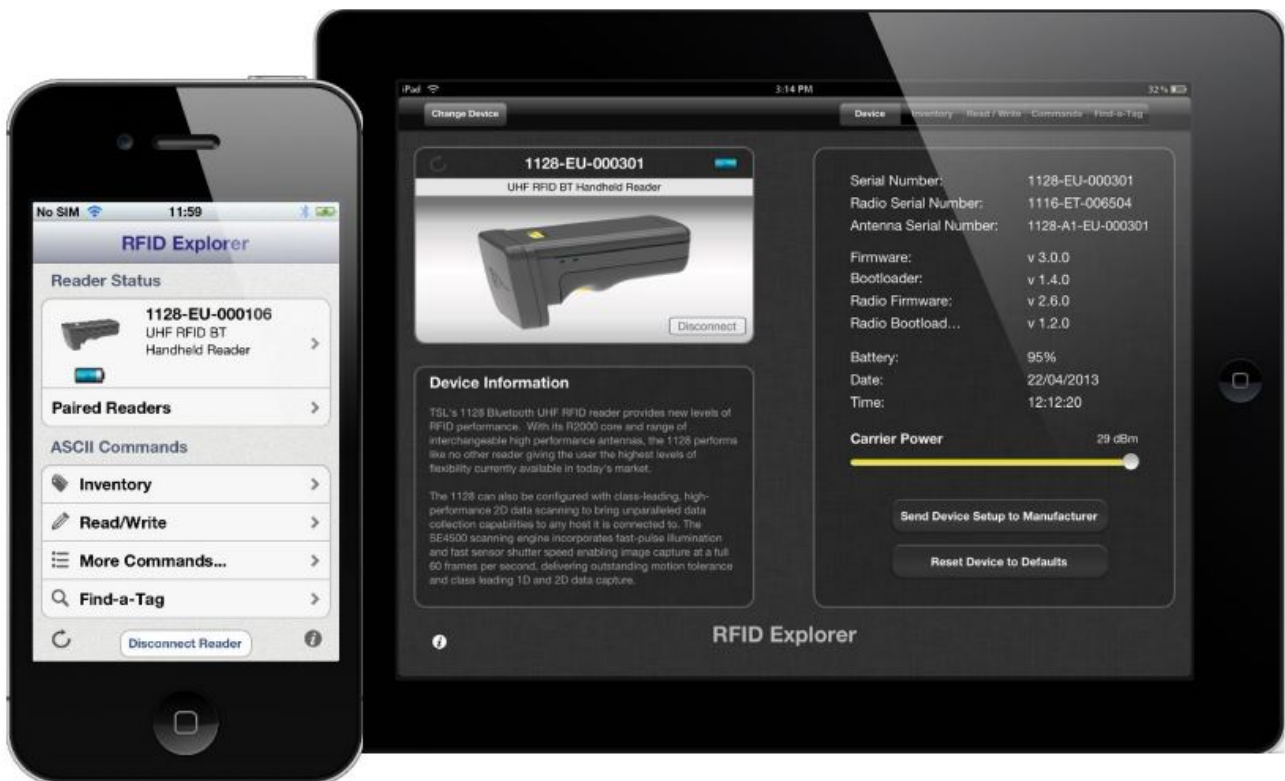 No SIM
11:59
RFID Explorer
Reader Status
1128-EU-000106
UHF RFID BT
Handheld Reader
Paired Readers
ASCII Commands
Inventory
Read/Write
More Commands...
Find-a-Tag
Disconnect Reader
iPad
3:14 PM
32%
Change Device
Device
Inventory
Read / Write
Commands
Find-a-Tag
1128-EU-000301
UHF RFID BT Handheld Reader
Disconnect
Device Information
TSL's 1128 Bluetooth UHF RFID reader provides new levels of
RFID performance. With its R2000 core and range of
interchangeable high performance antennas, the 1128 performs
like no other reader giving the user the highest levels of
flexibility currently available in today's market.
The 1128 can also be configured with class-leading, high-
performance 2D data scanning to bring unparalleled data
collection capabilities to any host it is connected to. The
SE4500 scanning engine incorporates fast-pulse illumination
and fast sensor shutter speed enabling image capture at a full
60 frames per second, delivering outstanding motion tolerance
and class leading 1D and 2D data capture.
Serial Number: 1128-EU-000301
Radio Serial Number: 1116-ET-006504
Antenna Serial Number: 1128-A1-EU-000301
Firmware: v 3.0.0
Bootloader: v 1.4.0
Radio Firmware: v 2.6.0
Radio Bootload... v 1.2.0
Battery: 95%
Date: 22/04/2013
Time: 12:12:20
Carrier Power 29 dBm
Send Device Setup to Manufacturer
Reset Device to Defaults
RFID Explorer